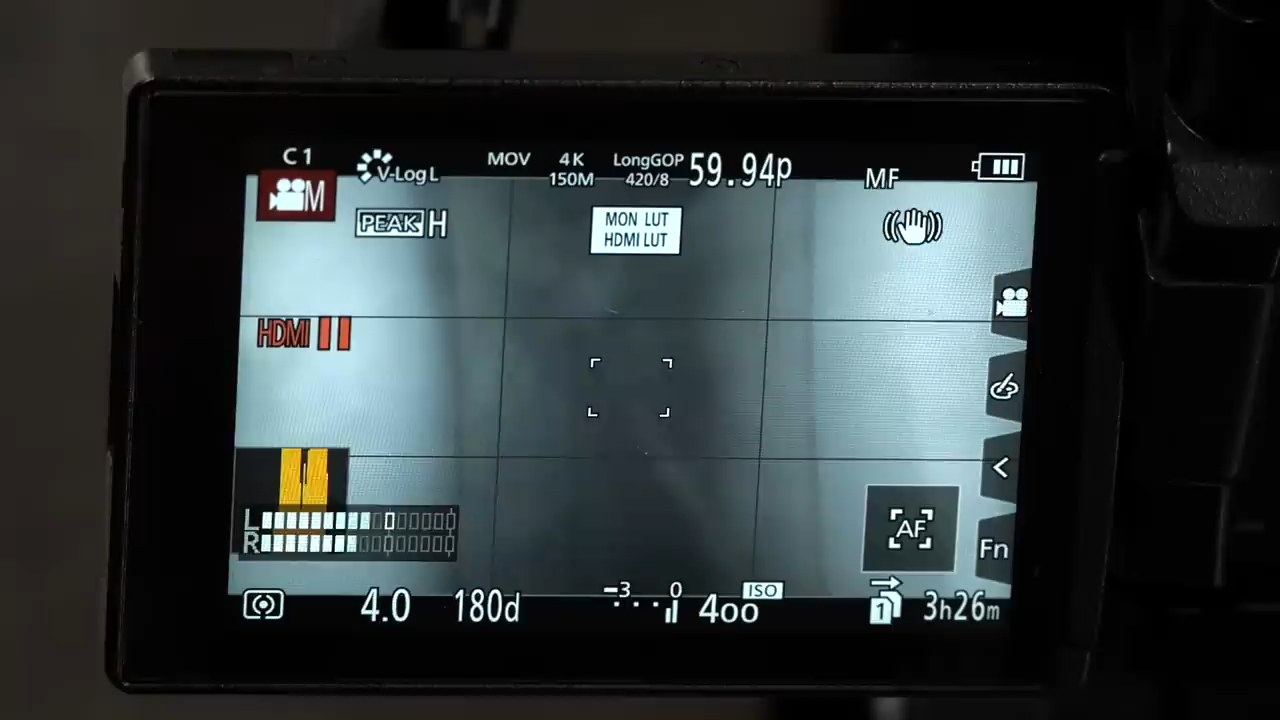 C1
V-Log L
MOV
4K
150M
LongGOP
420/8
59.94p
MF
M
PEAK H
MON LUT
HDMI LUT
HDMI
AF
L
R
Fn
4.0
180d
-3
0
ISO
400
1
3h26m